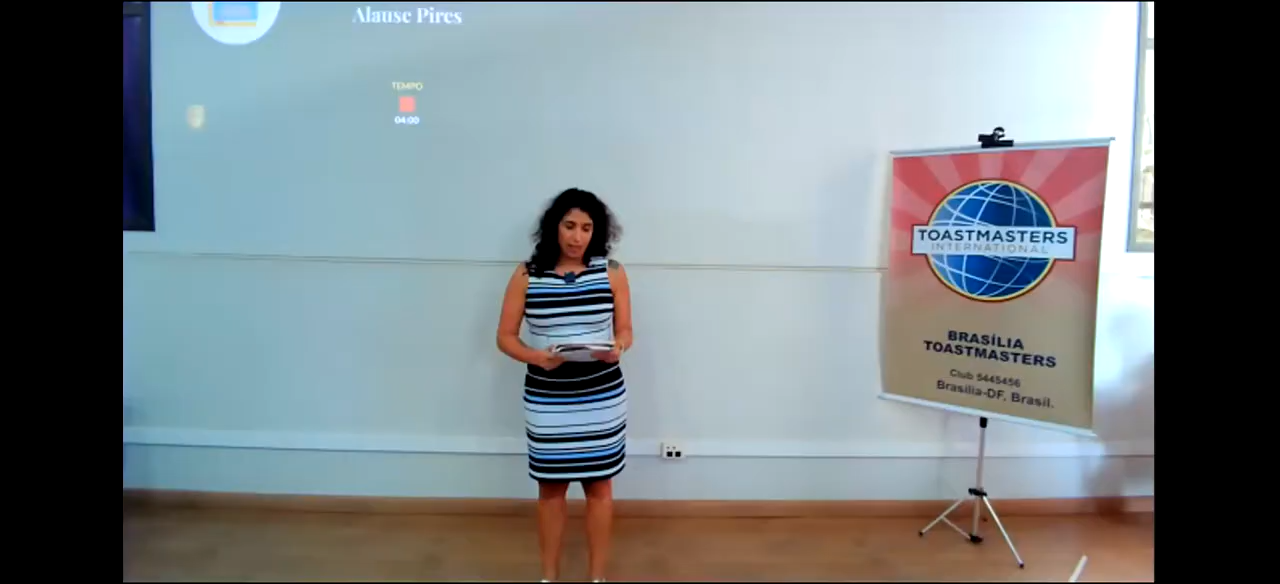 Alause Pires
TEMPO
04:00
TOASTMASTERS
INTERNATIONAL
BRASÍLIA
TOASTMASTERS
Club 5445456
Brasília-DF, Brasil.